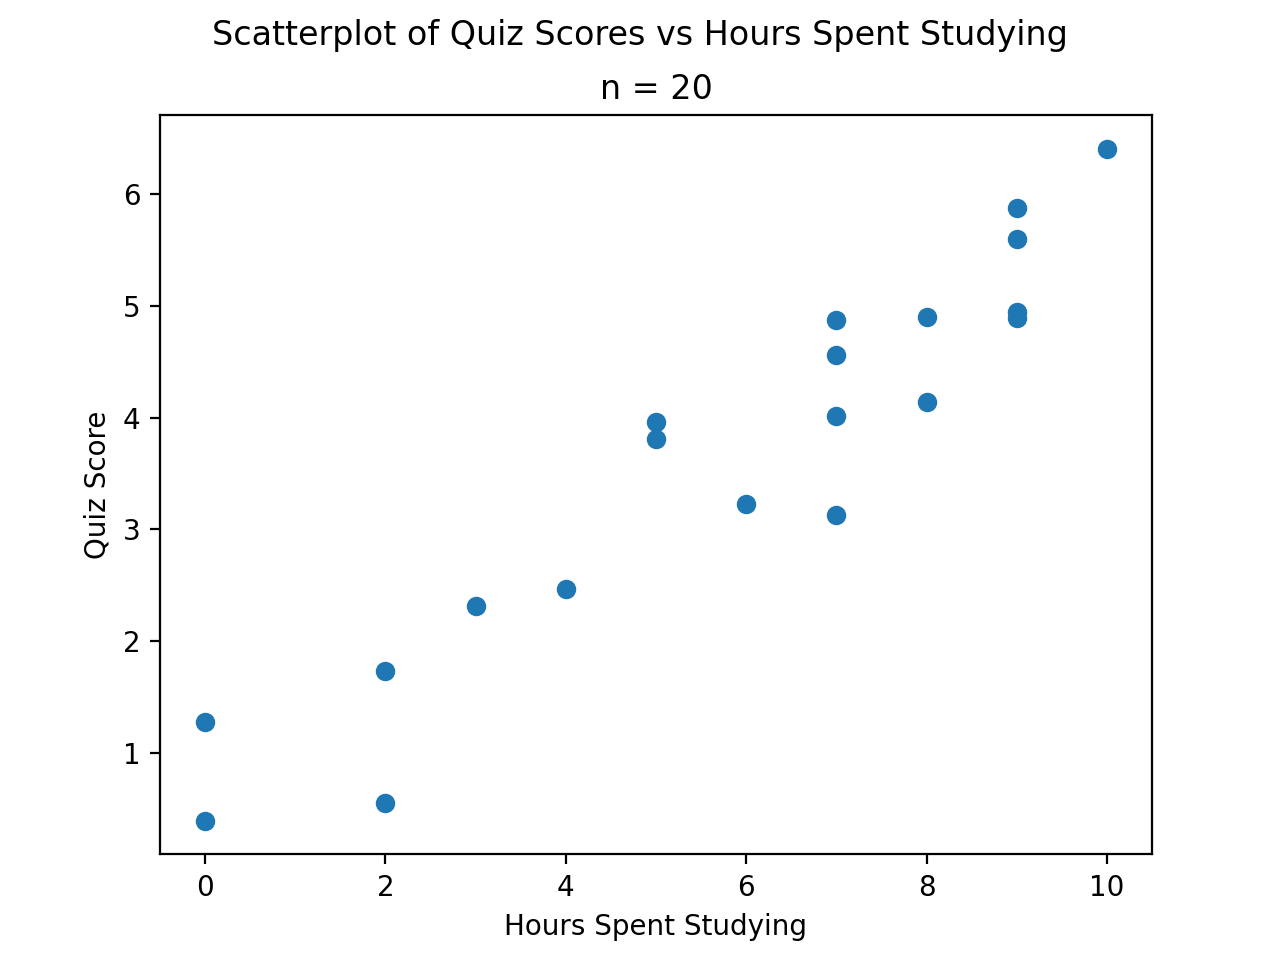 Scatterplot of Quiz Scores vs Hours Spent Studying
n = 20
6
5
4
3
2
1
Quiz Score
0 2 4 6 8 10
Hours Spent Studying